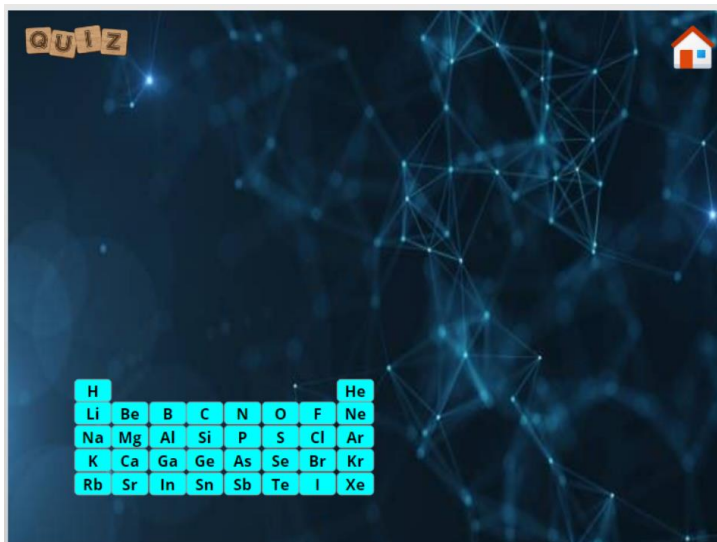 QUIZ
H He
Li Be B C N O F Ne
Na Mg Al Si P S Cl Ar
K Ca Ga Ge As Se Br Kr
Rb Sr In Sn Sb Te I Xe